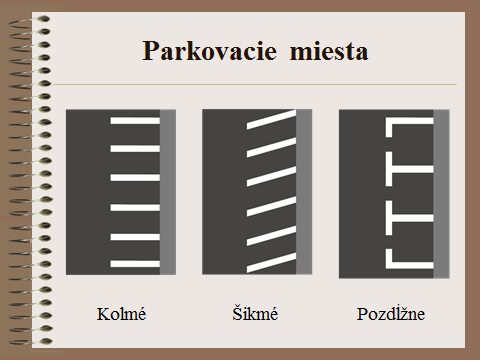 Parkovacie miesta
Kolmé
Šikmé
Pozdĺžne